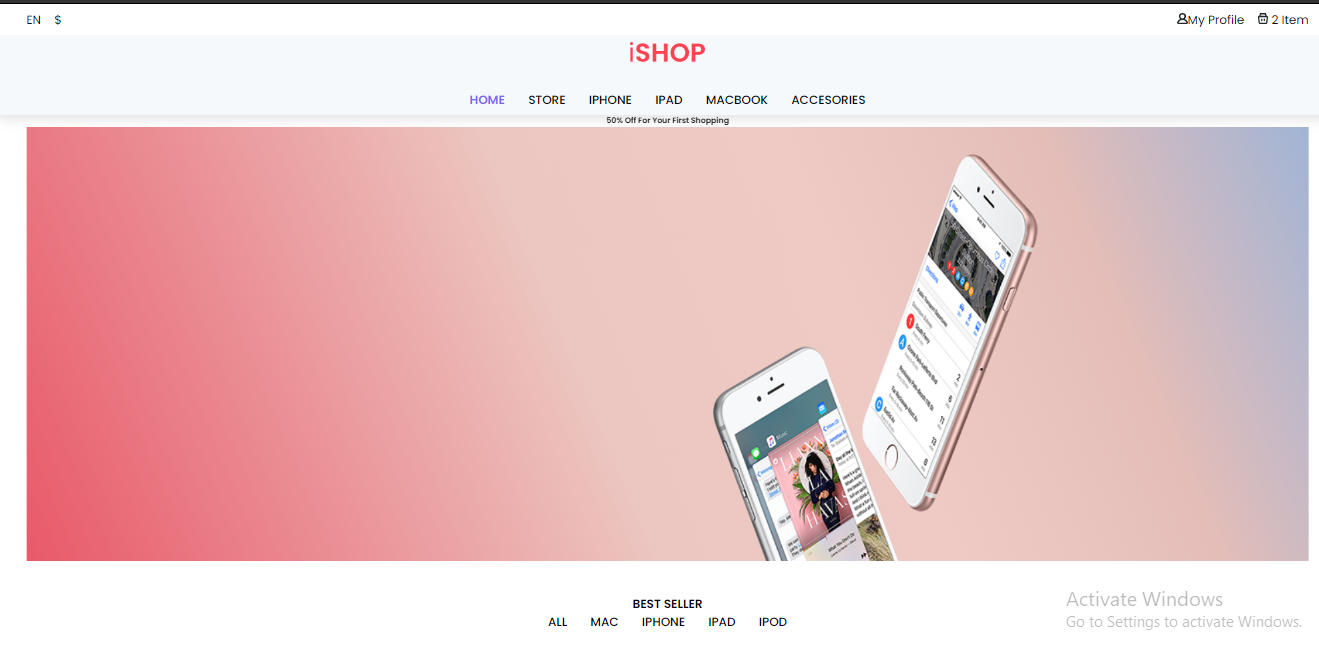 EN $ My Profile 2 Item
iSHOP
HOME STORE IPHONE IPAD MACBOOK ACCESORIES
50% Off For Your First Shopping
Music
BEST SELLER
ALL MAC IPHONE IPAD IPOD
Activate Windows
Go to Settings to activate Windows.